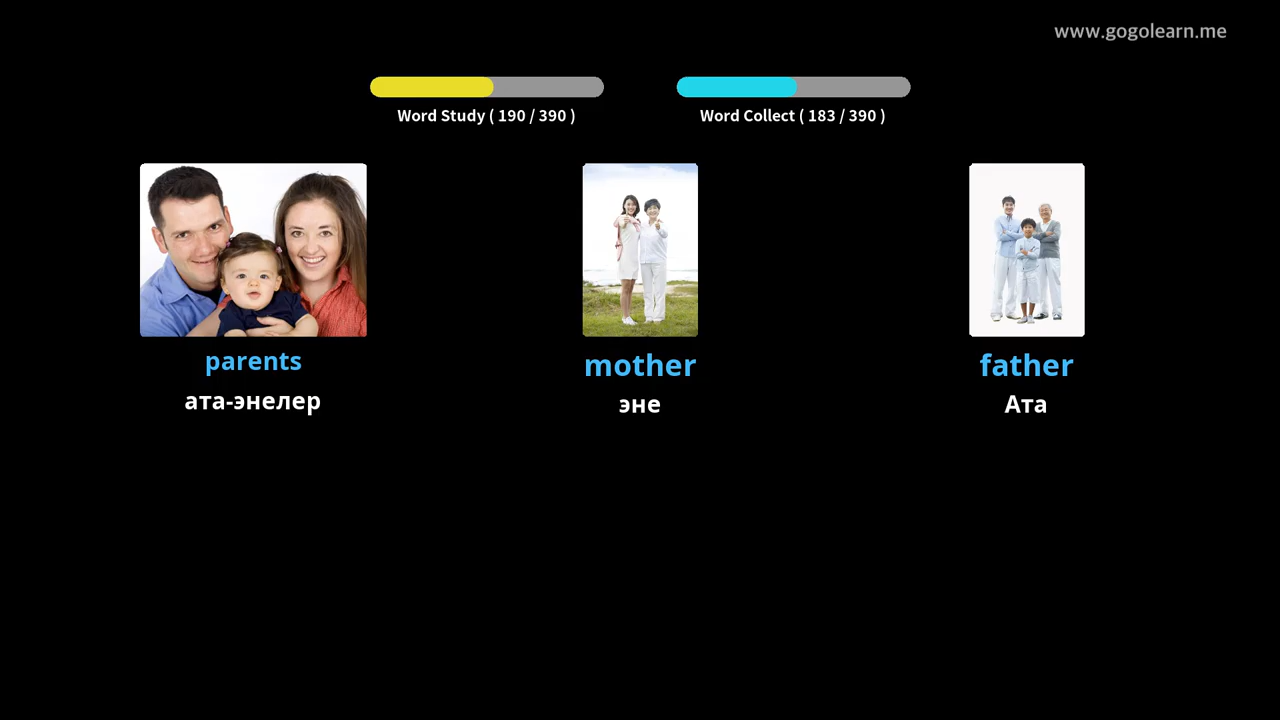 www.gogolearn.me
Word Study ( 190 / 390 )
Word Collect ( 183 / 390 )
parents
mother
father
ата-энелер
эне
Ата